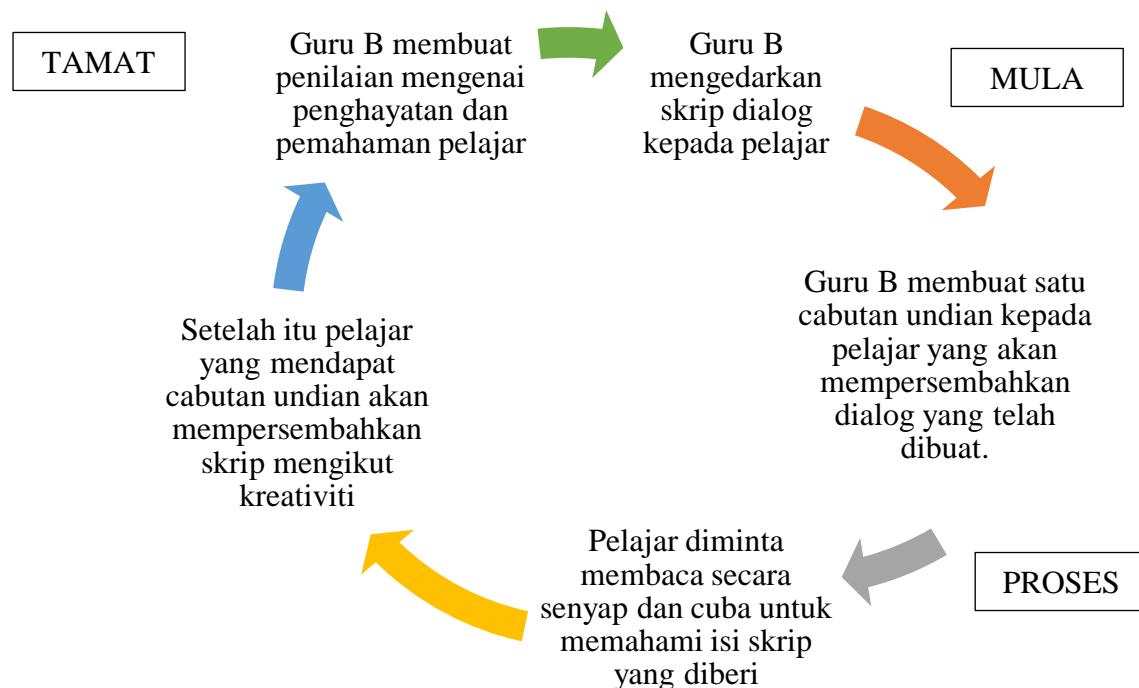 TAMAT
Guru B membuat
penilaian mengenai
penghayatan dan
pemahaman pelajar
Guru B
mengedarkan
skrip dialog
kepada pelajar
MULA
Guru B membuat satu
cabutan undian kepada
pelajar yang akan
mempersembahkan
dialog yang telah
dibuat.
PROSES
Pelajar diminta
membaca secara
senyap dan cuba untuk
memahami isi skrip
yang diberi
Setelah itu pelajar
yang mendapat
cabutan undian akan
mempersembahkan
skrip mengikut
kreativiti